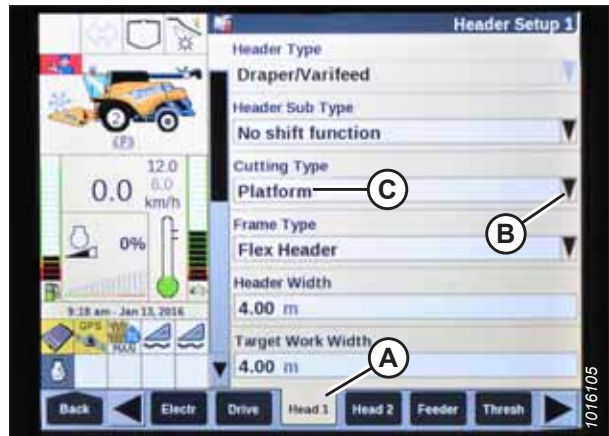 Header Setup 1
Header Type
Draper/Varifeed
Header Sub Type
No shift function
Cutting Type
Platform
C
B
Frame Type
Flex Header
Header Width
4.00 m
Target Work Width
A
4.00 m
(P)
2
12.0
6.0
0.0
km/h
0%
9:18 am - Jan 13, 2016
GPS
MAN
Back
Electr
Drive
Head 1
Head 2
Feeder
Thresh
1016105